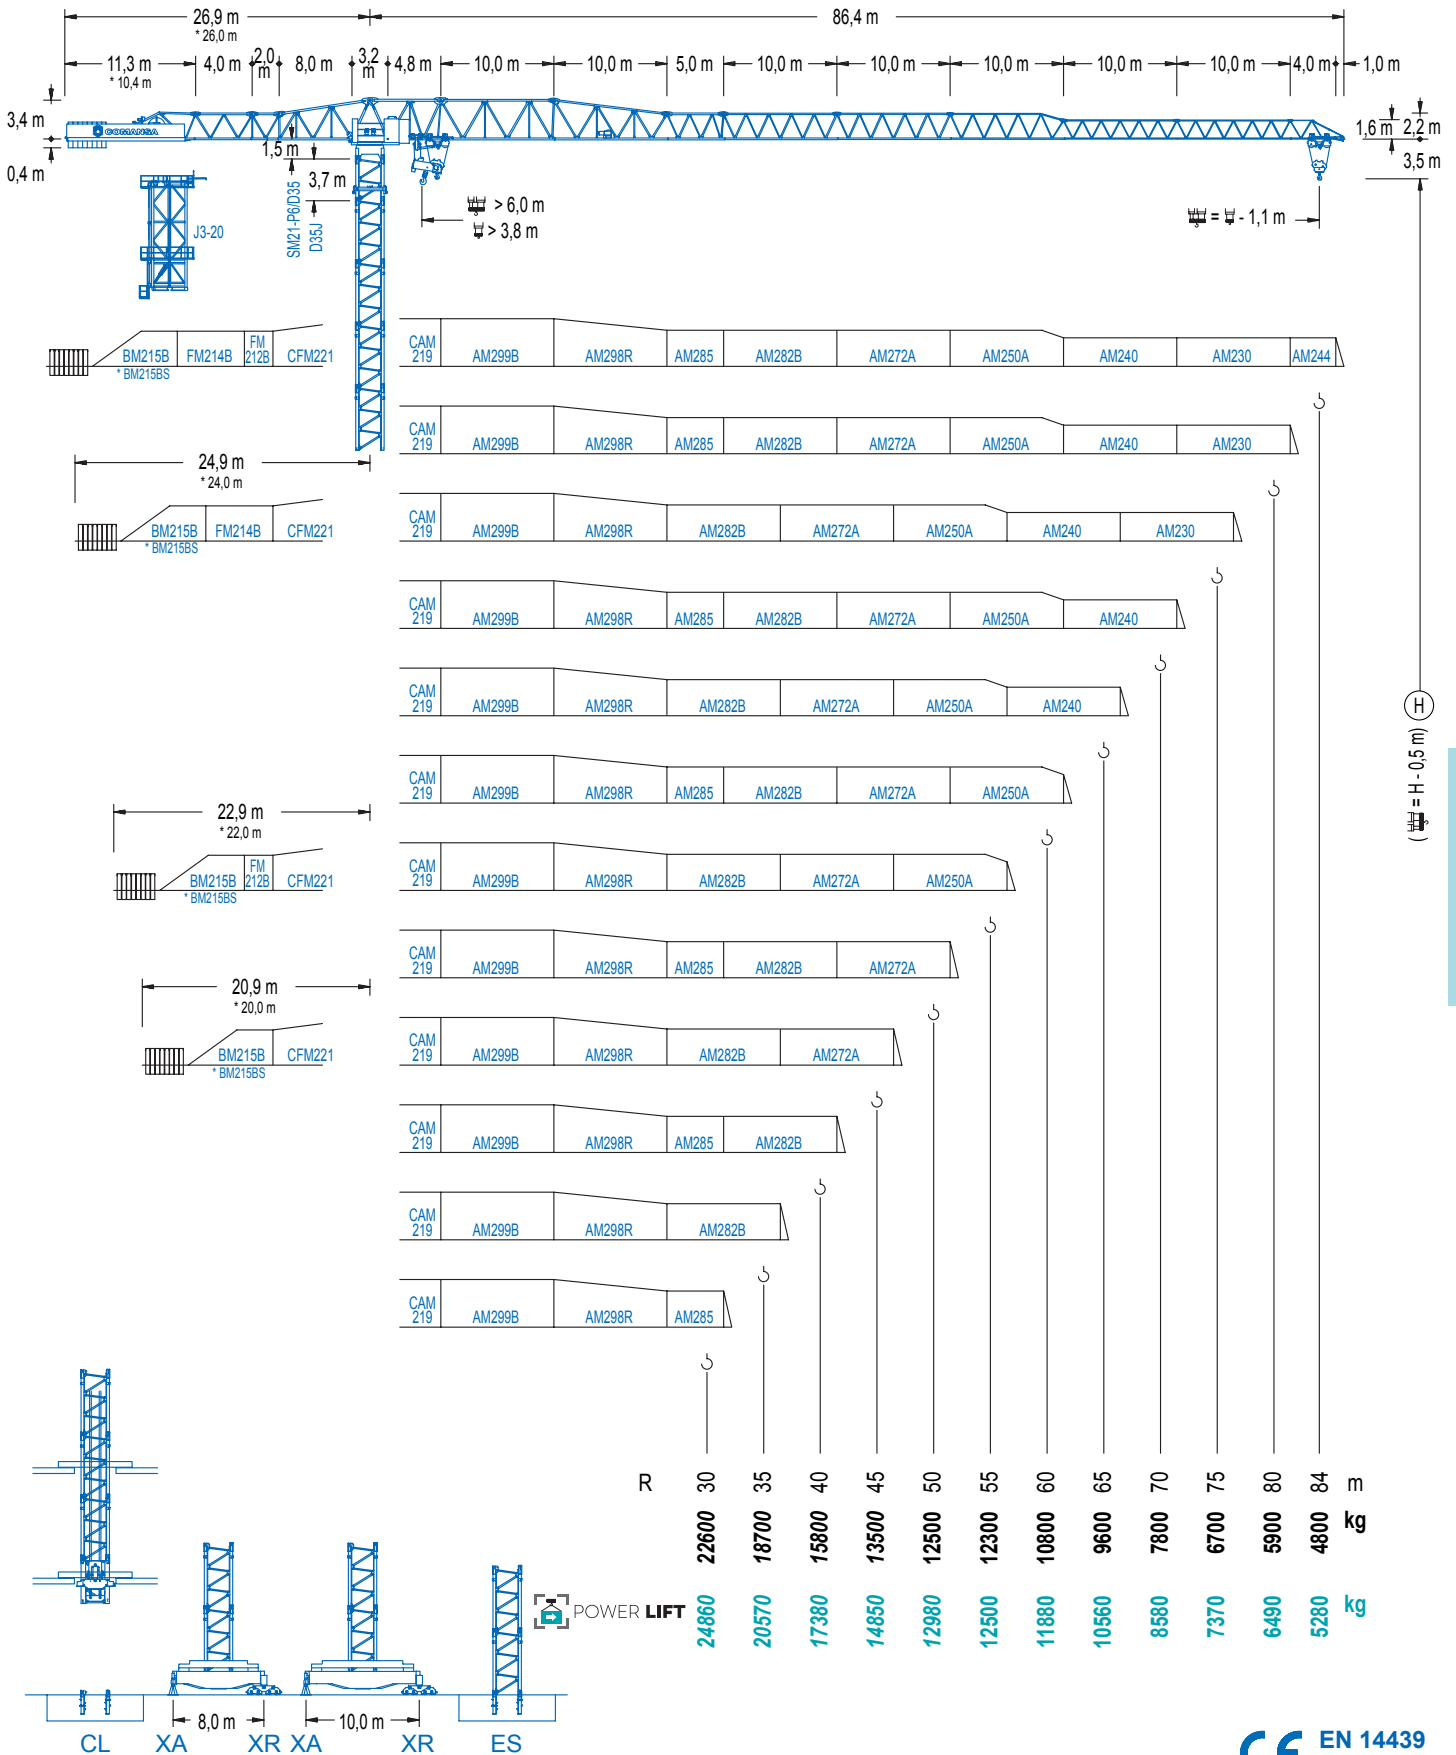 26,9 m
* 26,0 m
86,4 m
11,3 m
* 10,4 m
4,0 m
2,0 m
8,0 m
3,2 m
4,8 m
10,0 m
10,0 m
5,0 m
10,0 m
10,0 m
10,0 m
10,0 m
10,0 m
4,0 m
1,0 m
3,4 m
0,4 m
COMANSA
1,5 m
3,7 m
SM21-P6/D35
D35J
J3-20
1,6 m
2,2 m
3,5 m
> 6,0 m
> 3,8 m
= - 1,1 m
BM215B FM214B FM 212B CFM221
* BM215BS
CAM 219 AM299B AM298R AM285 AM282B AM272A AM250A AM240 AM230 AM244
CAM 219 AM299B AM298R AM285 AM282B AM272A AM250A AM240 AM230
24,9 m
* 24,0 m
BM215B FM214B CFM221
* BM215BS
CAM 219 AM299B AM298R AM282B AM272A AM250A AM240 AM230
CAM 219 AM299B AM298R AM285 AM282B AM272A AM250A AM240
CAM 219 AM299B AM298R AM282B AM272A AM250A AM240
H
( = H - 0,5 m)
CAM 219 AM299B AM298R AM285 AM282B AM272A AM250A
22,9 m
* 22,0 m
BM215B FM 212B CFM221
* BM215BS
CAM 219 AM299B AM298R AM282B AM272A AM250A
CAM 219 AM299B AM298R AM285 AM282B AM272A
20,9 m
* 20,0 m
BM215B CFM221
* BM215BS
CAM 219 AM299B AM298R AM282B AM272A
CAM 219 AM299B AM298R AM285 AM282B
CAM 219 AM299B AM298R AM282B
CAM 219 AM299B AM298R AM285
R 30 35 40 45 50 55 60 65 70 75 80 84 m
22600 18700 15800 13500 12500 12300 10800 9600 7800 6700 5900 4800 kg
POWER LIFT 24860 20570 17380 14850 12980 12500 11880 10560 8580 7370 6490 5280 kg
8,0 m
10,0 m
CL XA XR XA XR ES
CE EN 14439